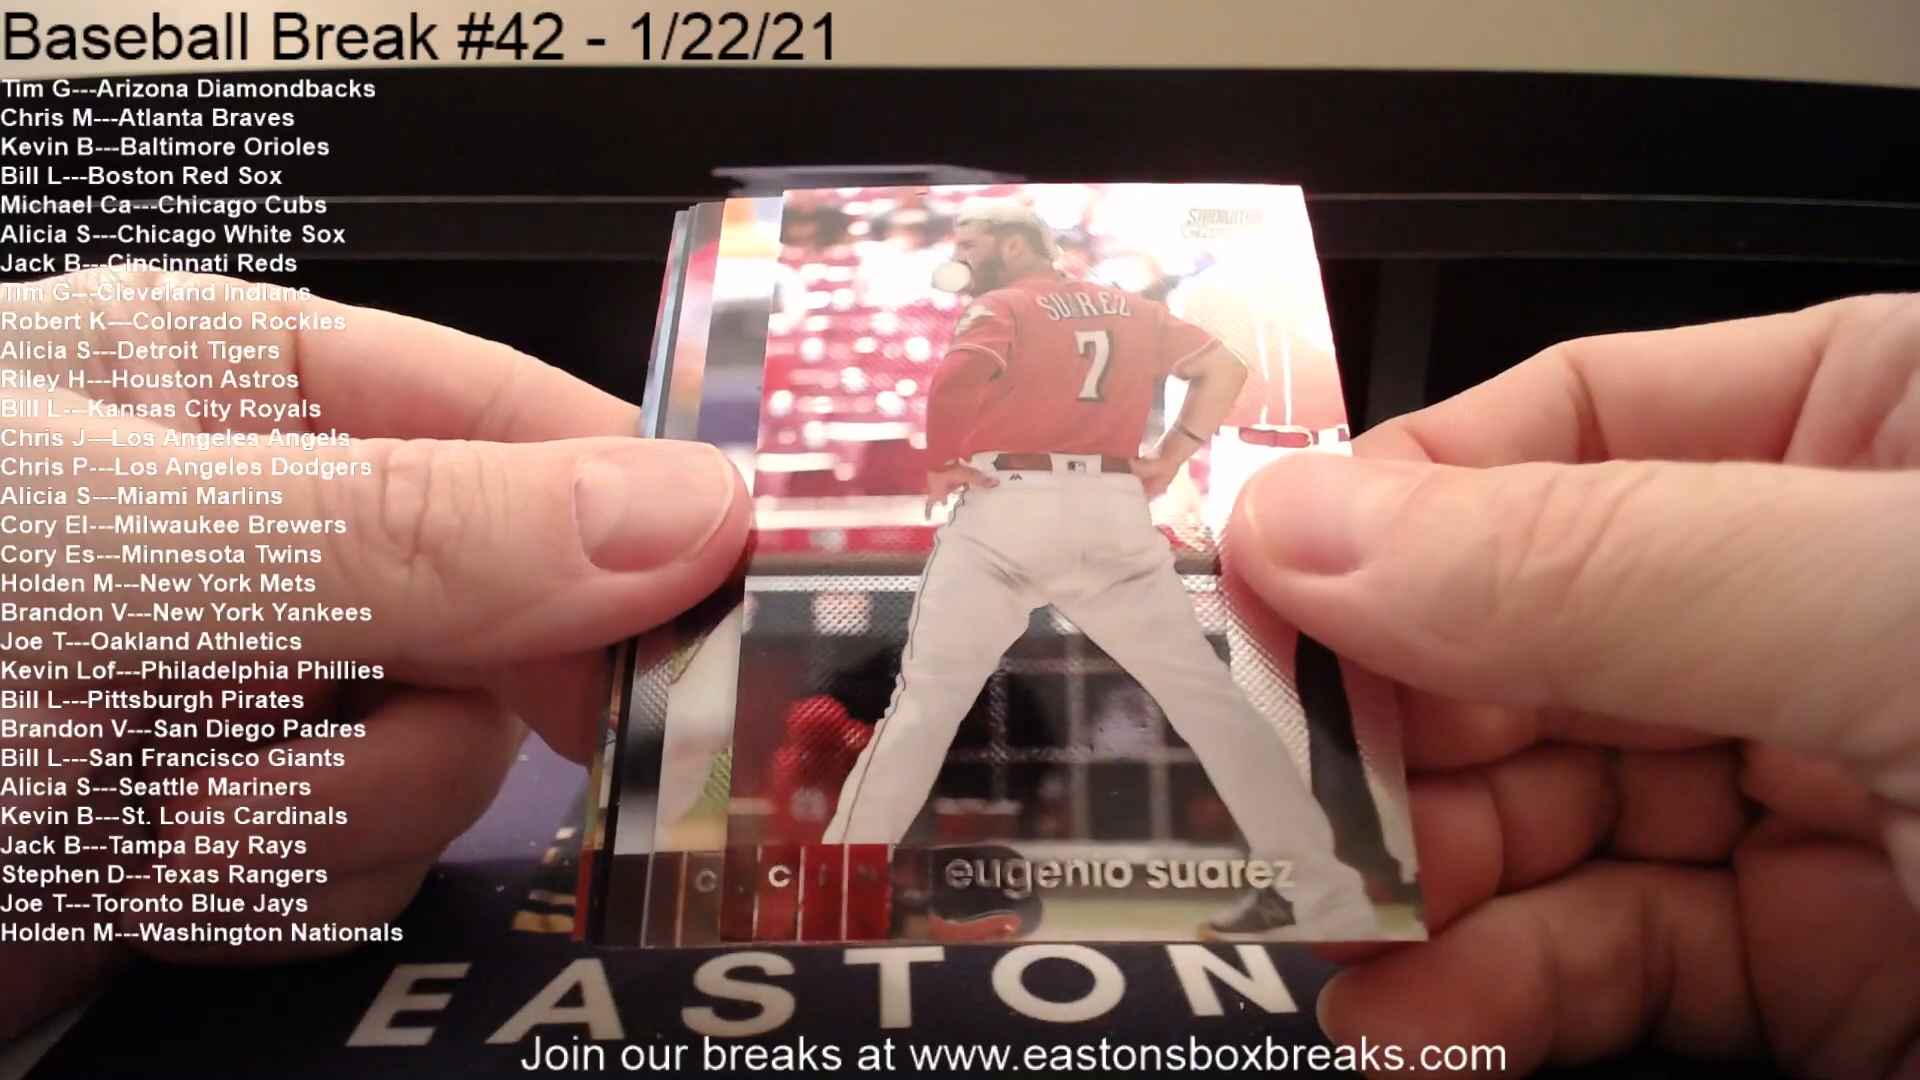 Baseball Break #42 - 1/22/21
Tim G---Arizona Diamondbacks
Chris M---Atlanta Braves
Kevin B---Baltimore Orioles
Bill L---Boston Red Sox
Michael Ca---Chicago Cubs
Alicia S---Chicago White Sox
Jack B---Cincinnati Reds
Tim G---Cleveland Indians
Robert K---Colorado Rockies
Alicia S---Detroit Tigers
Riley H---Houston Astros
Bill L---Kansas City Royals
Chris J---Los Angeles Angels
Chris P---Los Angeles Dodgers
Alicia S---Miami Marlins
Cory El---Milwaukee Brewers
Cory Es---Minnesota Twins
Holden M---New York Mets
Brandon V---New York Yankees
Joe T---Oakland Athletics
Kevin Lof---Philadelphia Phillies
Bill L---Pittsburgh Pirates
Brandon V---San Diego Padres
Bill L---San Francisco Giants
Alicia S---Seattle Mariners
Kevin B---St. Louis Cardinals
Jack B---Tampa Bay Rays
Stephen D---Texas Rangers
Joe T---Toronto Blue Jays
Holden M---Washington Nationals
STADIUM
SUAREZ
7
C
CIN
eugenio suarez
EASTON
Join our breaks at www.eastonsboxbreaks.com